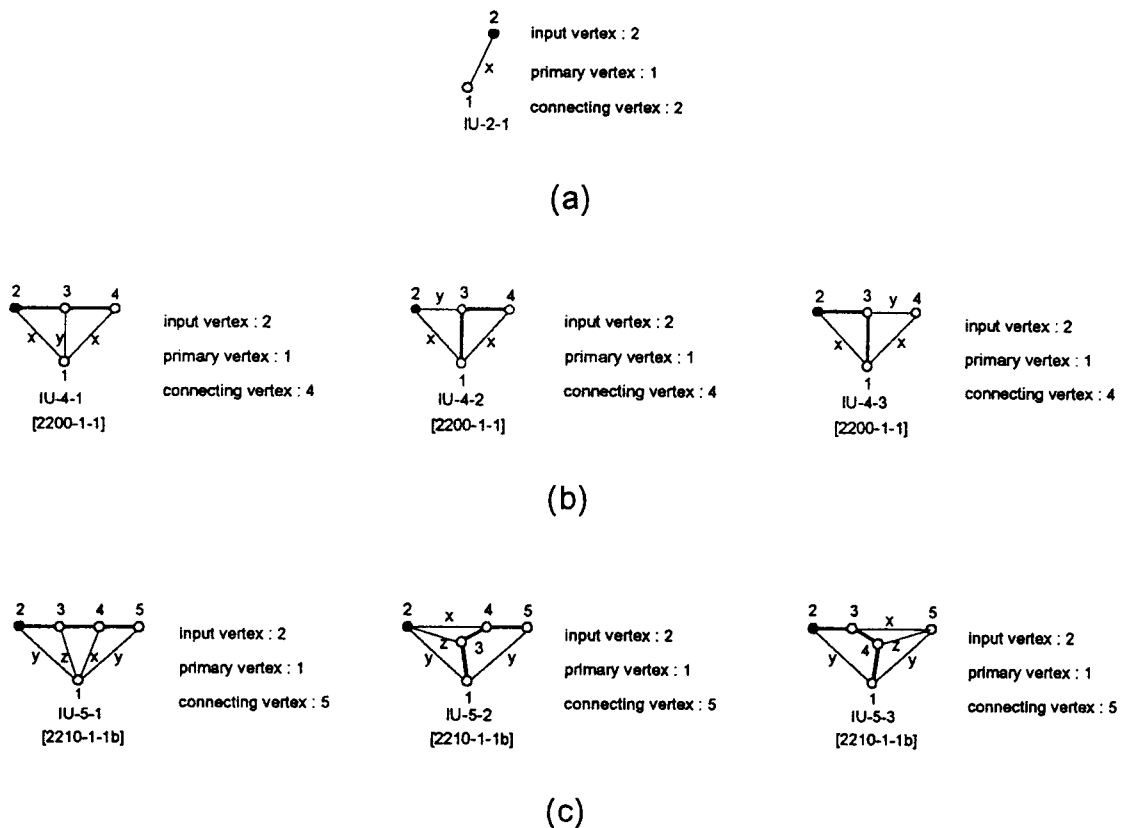 2
input vertex : 2
x
primary vertex : 1
1
connecting vertex : 2
IU-2-1
(a)
2 3 4
x y x
1
IU-4-1
[2200-1-1]
input vertex : 2
primary vertex : 1
connecting vertex : 4
2 y 3 4
x x
1
IU-4-2
[2200-1-1]
input vertex : 2
primary vertex : 1
connecting vertex : 4
2 3 y 4
x x
1
IU-4-3
[2200-1-1]
input vertex : 2
primary vertex : 1
connecting vertex : 4
(b)
2 3 4 5
y z x y
1
IU-5-1
[2210-1-1b]
input vertex : 2
primary vertex : 1
connecting vertex : 5
2 x 4 5
z 3
y y
1
IU-5-2
[2210-1-1b]
input vertex : 2
primary vertex : 1
connecting vertex : 5
2 3 x 5
4 z
y y
1
IU-5-3
[2210-1-1b]
input vertex : 2
primary vertex : 1
connecting vertex : 5
(c)